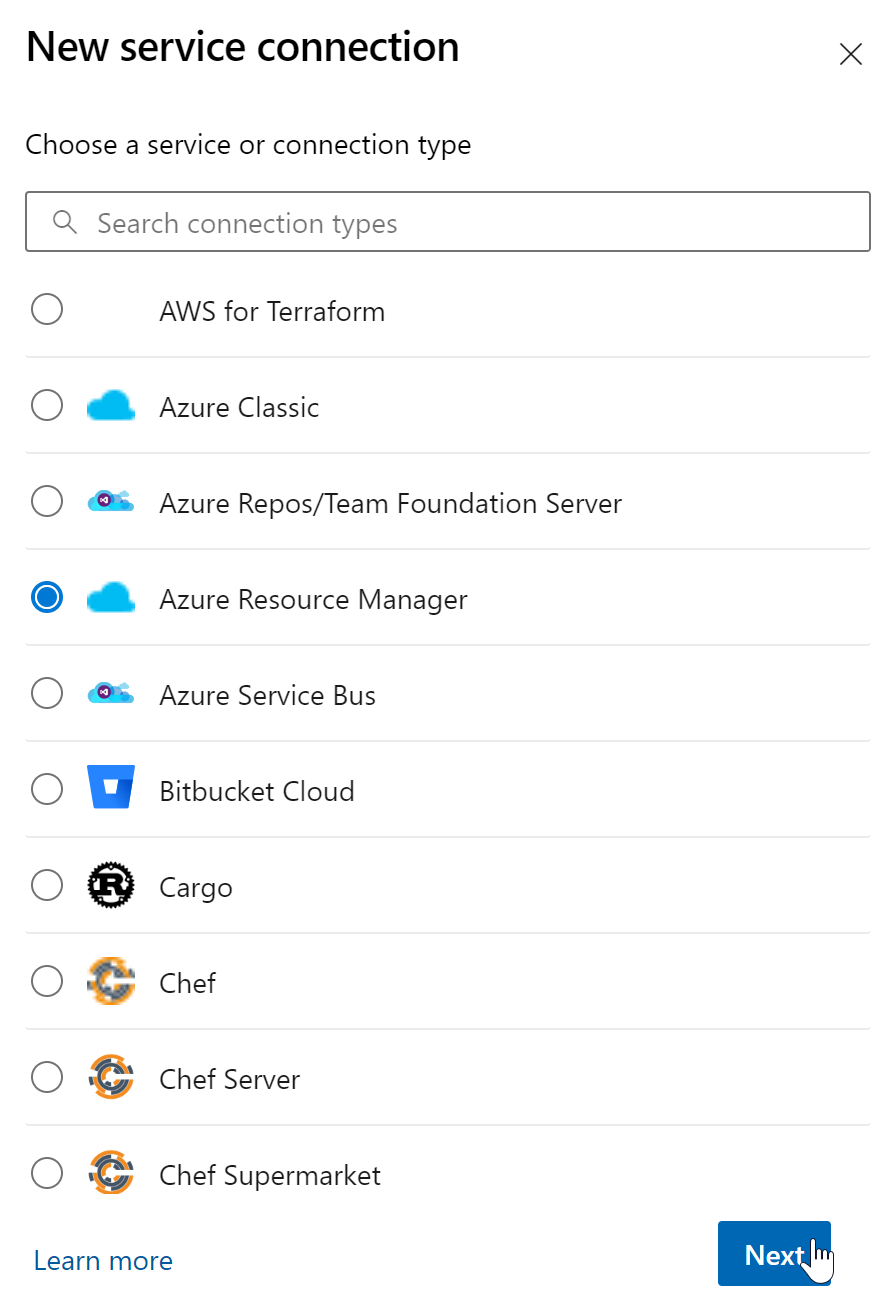 New service connection
Choose a service or connection type
Search connection types
AWS for Terraform
Azure Classic
Azure Repos/Team Foundation Server
Azure Resource Manager
Azure Service Bus
Bitbucket Cloud
R Cargo
Chef
Chef Server
Chef Supermarket
Learn more
Next